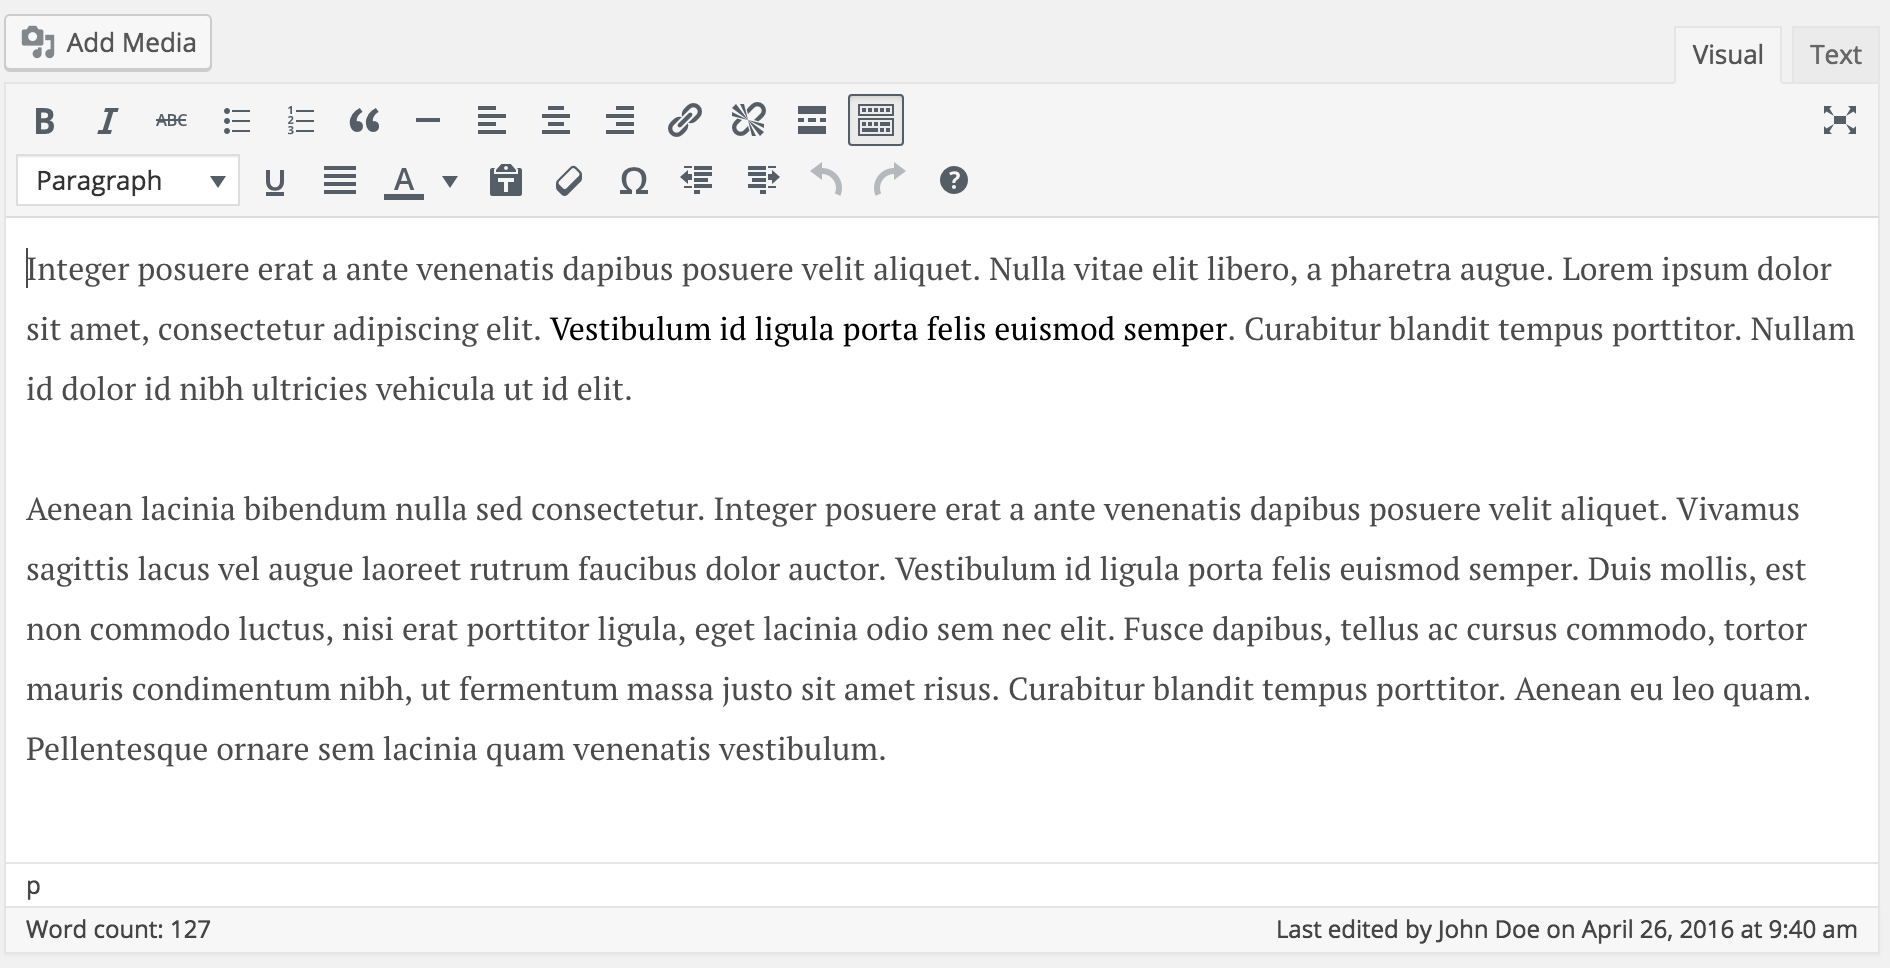 Add Media
Visual Text
B I ABC
Paragraph U A T Ω ?
Integer posuere erat a ante venenatis dapibus posuere velit aliquet. Nulla vitae elit libero, a pharetra augue. Lorem ipsum dolor
sit amet, consectetur adipiscing elit. Vestibulum id ligula porta felis euismod semper. Curabitur blandit tempus porttitor. Nullam
id dolor id nibh ultricies vehicula ut id elit.
Aenean lacinia bibendum nulla sed consectetur. Integer posuere erat a ante venenatis dapibus posuere velit aliquet. Vivamus
sagittis lacus vel augue laoreet rutrum faucibus dolor auctor. Vestibulum id ligula porta felis euismod semper. Duis mollis, est
non commodo luctus, nisi erat porttitor ligula, eget lacinia odio sem nec elit. Fusce dapibus, tellus ac cursus commodo, tortor
mauris condimentum nibh, ut fermentum massa justo sit amet risus. Curabitur blandit tempus porttitor. Aenean eu leo quam.
Pellentesque ornare sem lacinia quam venenatis vestibulum.
p
Word count: 127
Last edited by John Doe on April 26, 2016 at 9:40 am